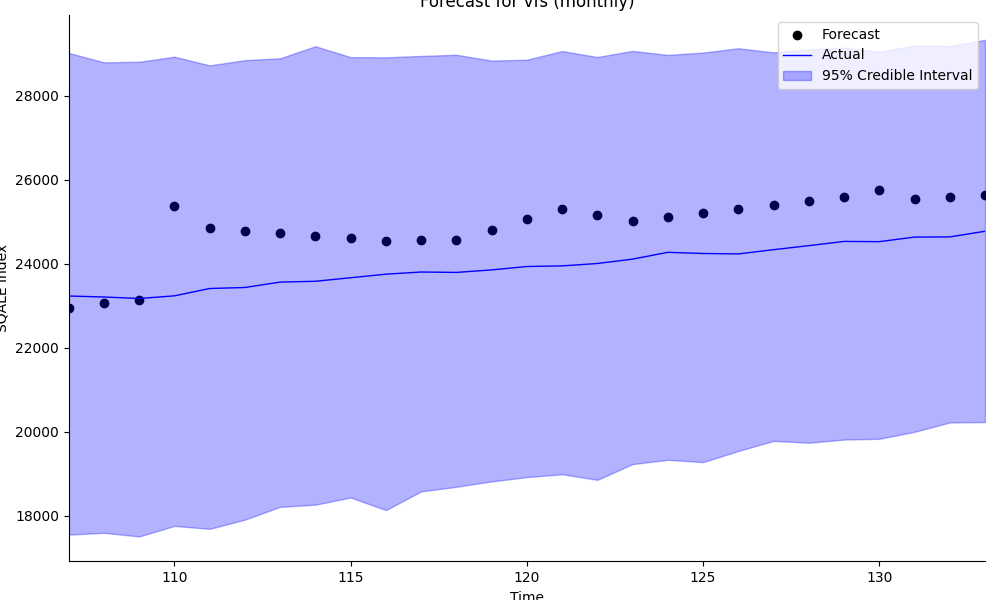 Forecast for vfs (monthly)
Forecast
Actual
95% Credible Interval
28000
26000
24000
22000
20000
18000
SQALE Index
110
115
120
125
130
Time